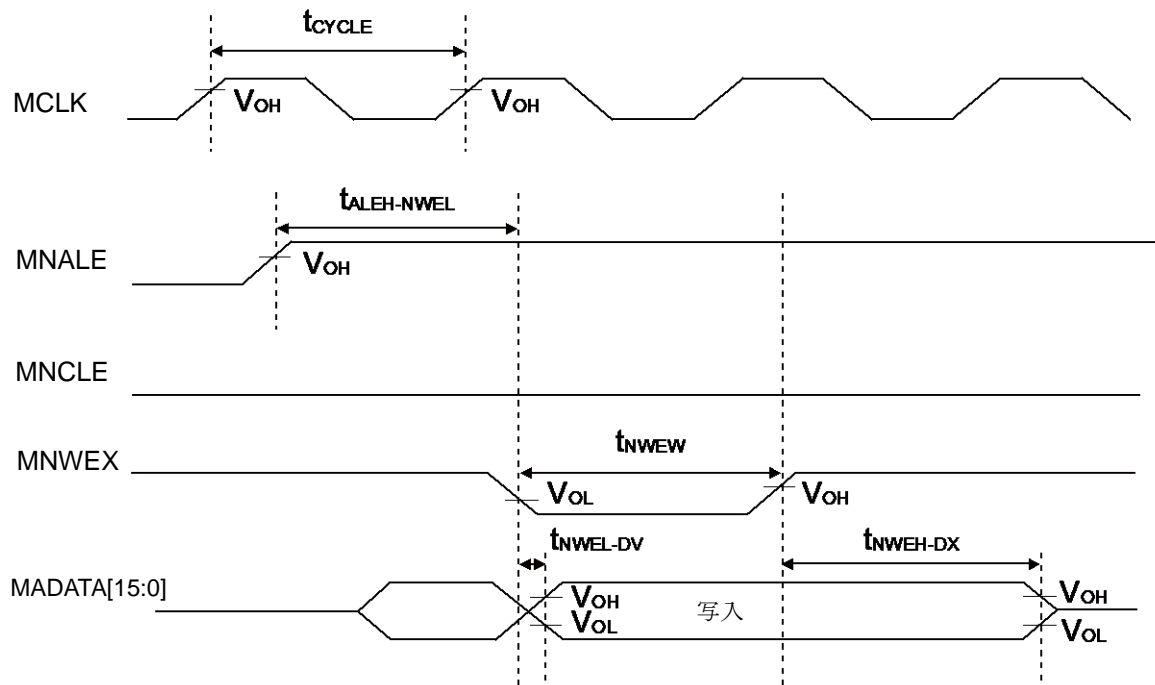 tCYCLE
MCLK
VOH
VOH
tALEH-NWEL
MNALE
VOH
MNCLE
tNWEW
MNWEX
VOL
VOH
tNWEL-DV
tNWEH-DX
MADATA[15:0]
VOH
VOL
写入
VOH
VOL